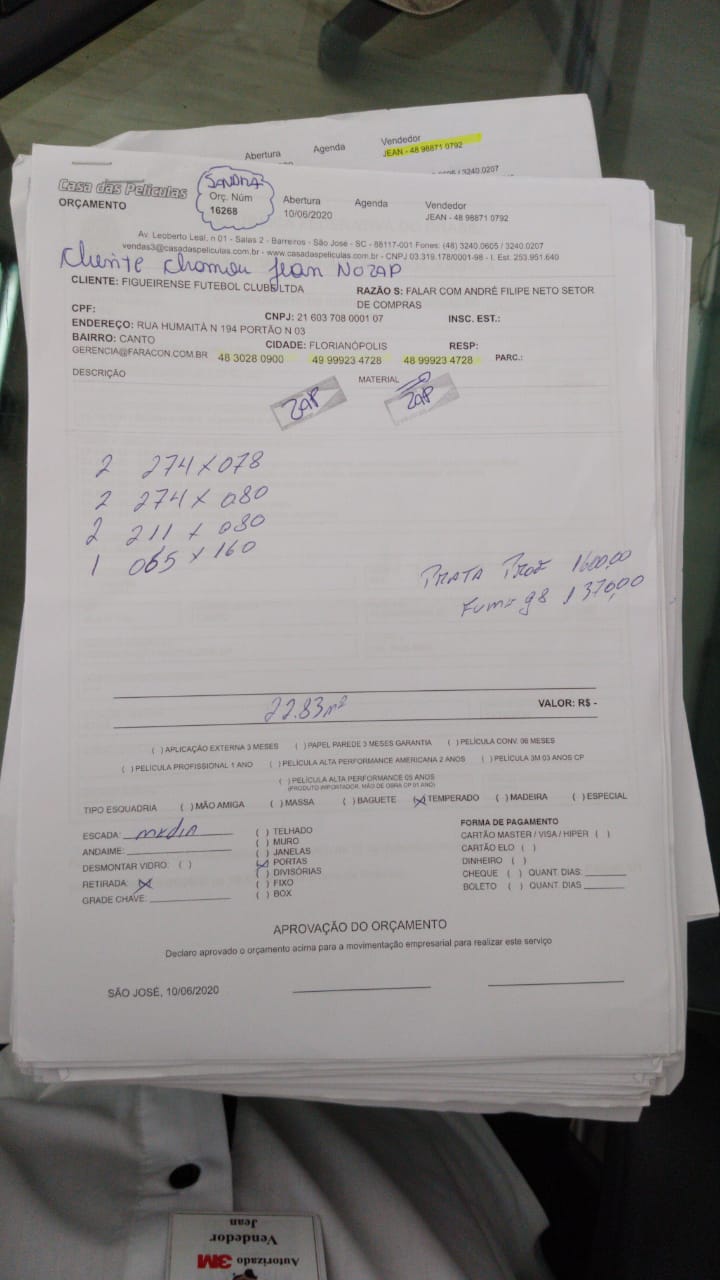 Abertura Agenda Vendedor
JEAN - 48 98871 0792
/ 3240.0207
Casa das Películas
SANDRA
ORÇAMENTO
Orç. Núm
16268
Abertura Agenda Vendedor
10/06/2020 JEAN - 48 98871 0792
Av. Leoberto Leal, n 01 - Salas 2 - Barreiros - São José - SC - 88117-001 Fones: (48) 3240.0605 / 3240.0207
vendas3@casadaspeliculas.com.br - www.casadaspeliculas.com.br - CNPJ 03.319.178/0001-98 - I. Est. 253.951.640
Cliente chamou Jean NO ZAP
CLIENTE: FIGUEIRENSE FUTEBOL CLUBE LTDA RAZÃO S: FALAR COM ANDRÉ FILIPE NETO SETOR
DE COMPRAS
CPF: CNPJ: 21 603 708 0001 07 INSC. EST.:
ENDEREÇO: RUA HUMAITÀ N 194 PORTÃO N 03
BAIRRO: CANTO CIDADE: FLORIANÓPOLIS RESP:
GERENCIA@FARACON.COM.BR 48 3028 0900 49 99923 4728 48 99923 4728 PARC.:
DESCRIÇÃO MATERIAL
ZAP ZAP
2 274 x 078
2 274 x 080
2 211 x 080
1 065 x 160
PRATA PROF 1600,00
Fume g8 1370,00
22.83 m²
VALOR: R$ -
( ) APLICAÇÃO EXTERNA 3 MESES ( ) PAPEL PAREDE 3 MESES GARANTIA ( ) PELÍCULA CONV. 06 MESES
( ) PELÍCULA PROFISSIONAL 1 ANO ( ) PELÍCULA ALTA PERFORMANCE AMERICANA 2 ANOS ( ) PELÍCULA 3M 03 ANOS CP
( ) PELÍCULA ALTA PERFORMANCE 05 ANOS
(PRODUTO IMPORTADOR, MÃO DE OBRA CP 01 ANO)
TIPO ESQUADRIA ( ) MÃO AMIGA ( ) MASSA ( ) BAGUETE (X) TEMPERADO ( ) MADEIRA ( ) ESPECIAL
ESCADA: media
ANDAIME:
DESMONTAR VIDRO: ( )
RETIRADA: (X)
GRADE CHAVE:
( ) TELHADO
( ) MURO
( ) JANELAS
(X) PORTAS
( ) DIVISÓRIAS
( ) FIXO
( ) BOX
FORMA DE PAGAMENTO
CARTÃO MASTER / VISA / HIPER ( )
CARTÃO ELO ( )
DINHEIRO ( )
CHEQUE ( ) QUANT. DIAS:
BOLETO ( ) QUANT. DIAS
APROVAÇÃO DO ORÇAMENTO
Declaro aprovado o orçamento acima para a movimentação empresarial para realizar este serviço
SÃO JOSÉ, 10/06/2020
Autorizado 3M
Vendedor
Jean